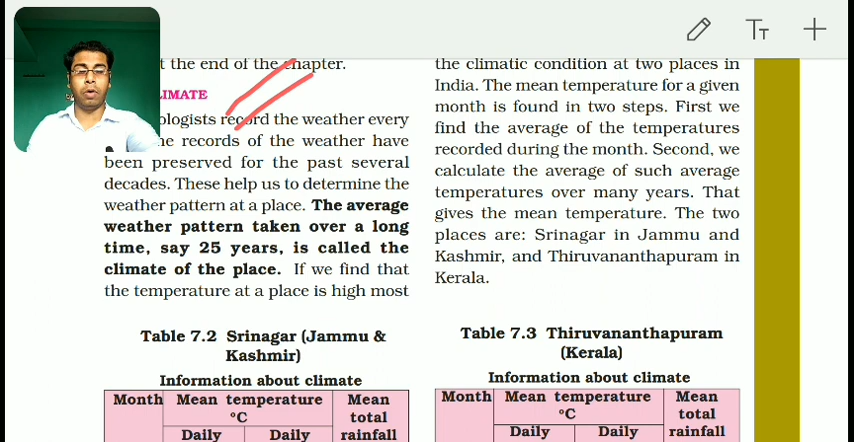 t the end of the chapter.
IMATE
ologists record the weather every
he records of the weather have
been preserved for the past several
decades. These help us to determine the
weather pattern at a place. The average
weather pattern taken over a long
time, say 25 years, is called the
climate of the place. If we find that
the temperature at a place is high most
the climatic condition at two places in
India. The mean temperature for a given
month is found in two steps. First we
find the average of the temperatures
recorded during the month. Second, we
calculate the average of such average
temperatures over many years. That
gives the mean temperature. The two
places are: Srinagar in Jammu and
Kashmir, and Thiruvananthapuram in
Kerala.
Table 7.2 Srinagar (Jammu &
Kashmir)
Information about climate
Month Mean temperature Mean
°C total
Daily Daily rainfall
Table 7.3 Thiruvananthapuram
(Kerala)
Information about climate
Month Mean temperature Mean
°C total
Daily Daily rainfall